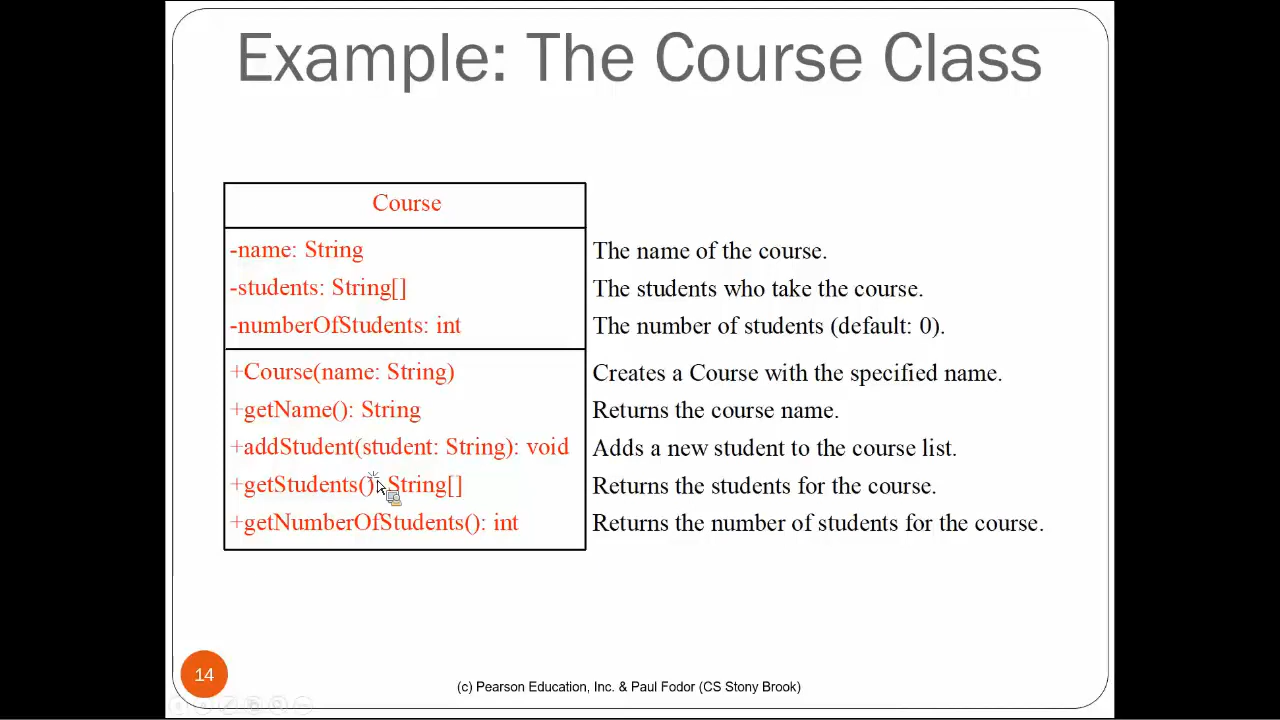 Example: The Course Class
Course
-name: String The name of the course.
-students: String[] The students who take the course.
-numberOfStudents: int The number of students (default: 0).
+Course(name: String) Creates a Course with the specified name.
+getName(): String Returns the course name.
+addStudent(student: String): void Adds a new student to the course list.
+getStudents(): String[] Returns the students for the course.
+getNumberOfStudents(): int Returns the number of students for the course.
14
(c) Pearson Education, Inc. & Paul Fodor (CS Stony Brook)